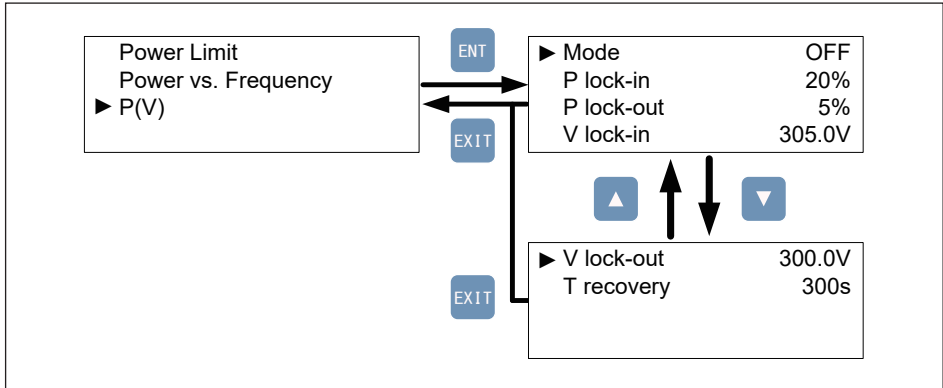 Power Limit
Power vs. Frequency
▶ P(V)
ENT
EXIT
▶ Mode OFF
P lock-in 20%
P lock-out 5%
V lock-in 305.0V
▲ ▼
▶ V lock-out 300.0V
T recovery 300s
EXIT